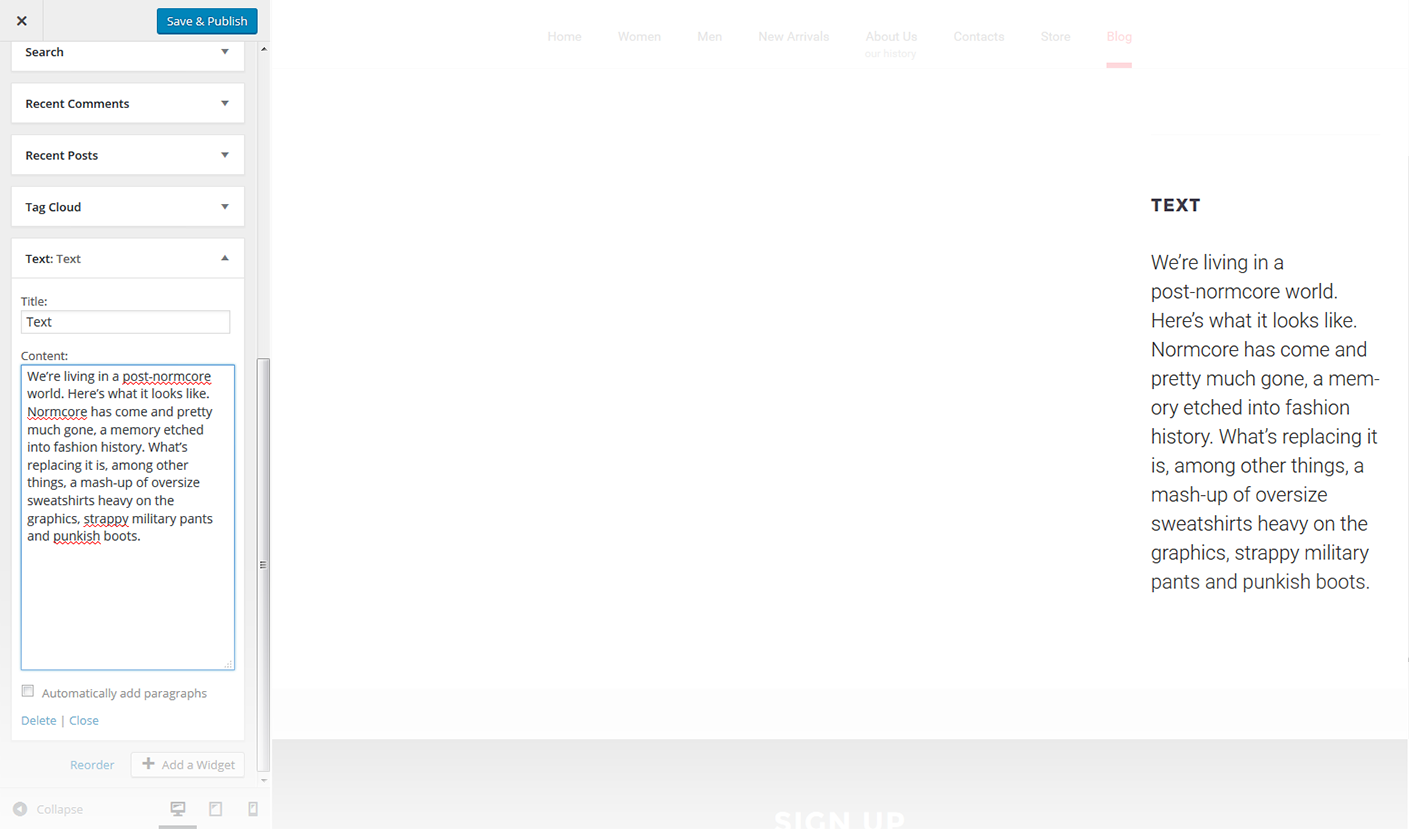 Save & Publish
Search
Recent Comments
Recent Posts
Tag Cloud
Text: Text
Title:
Text
Content:
We’re living in a post-normcore
world. Here’s what it looks like.
Normcore has come and pretty
much gone, a memory etched
into fashion history. What’s
replacing it is, among other
things, a mash-up of oversize
sweatshirts heavy on the
graphics, strappy military pants
and punkish boots.
Automatically add paragraphs
Delete | Close
Reorder
Add a Widget
Collapse
Home Women Men New Arrivals About Us Contacts Store Blog
our history
TEXT
We’re living in a
post-normcore world.
Here’s what it looks like.
Normcore has come and
pretty much gone, a mem-
ory etched into fashion
history. What’s replacing it
is, among other things, a
mash-up of oversize
sweatshirts heavy on the
graphics, strappy military
pants and punkish boots.
SIGN UP